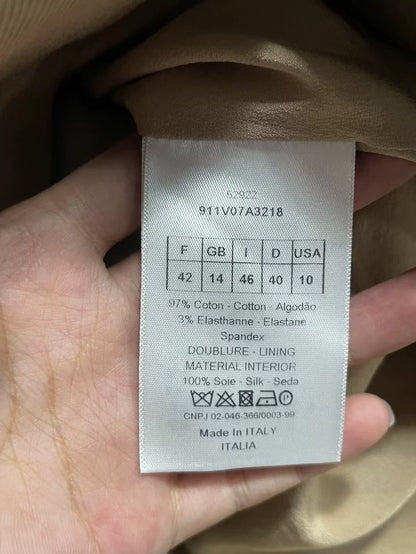 52922
911V07A3218
F GB I D USA
42 14 46 40 10
97% Coton - Cotton - Algodão
3% Elasthanne - Elastane -
Spandex
DOUBLURE - LINING
MATERIAL INTERIOR
100% Soie - Silk - Seda
CNPJ 02-046-366/0003-99
Made In ITALY
ITALIA